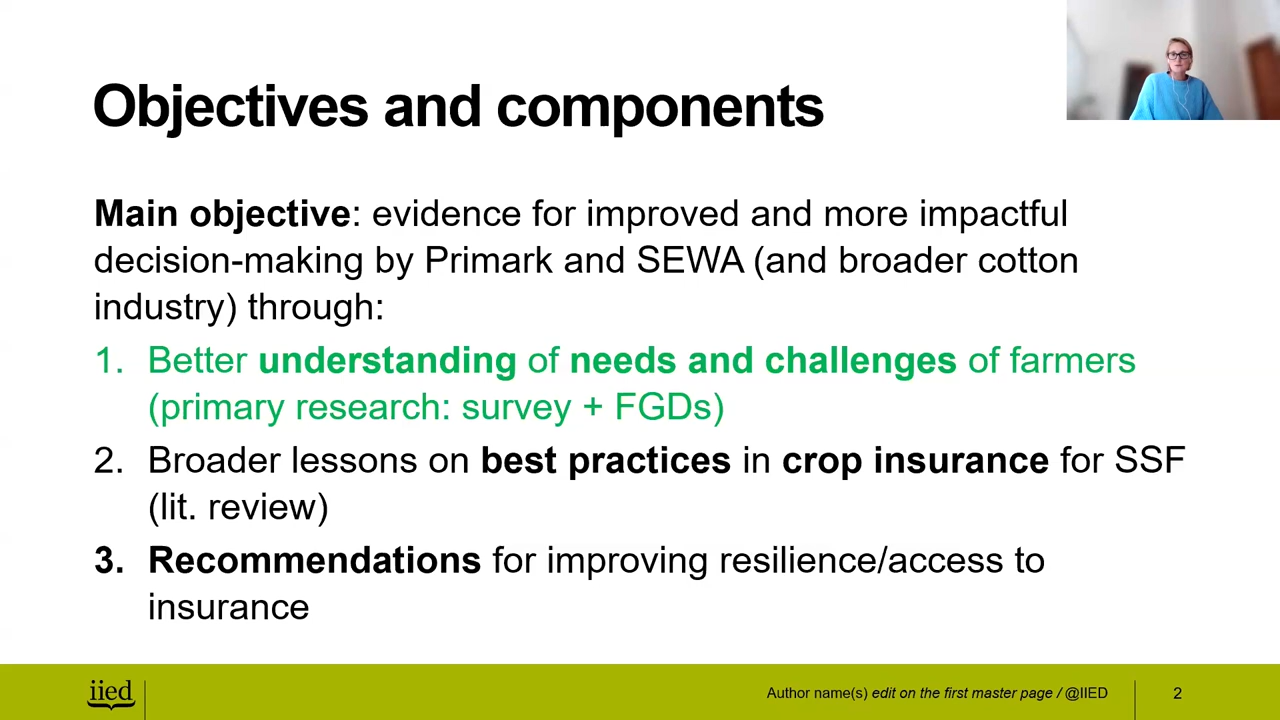 Objectives and components
Main objective: evidence for improved and more impactful
decision-making by Primark and SEWA (and broader cotton
industry) through:
1. Better understanding of needs and challenges of farmers
(primary research: survey + FGDs)
2. Broader lessons on best practices in crop insurance for SSF
(lit. review)
3. Recommendations for improving resilience/access to
insurance
iied
Author name(s) edit on the first master page / @IIED
2